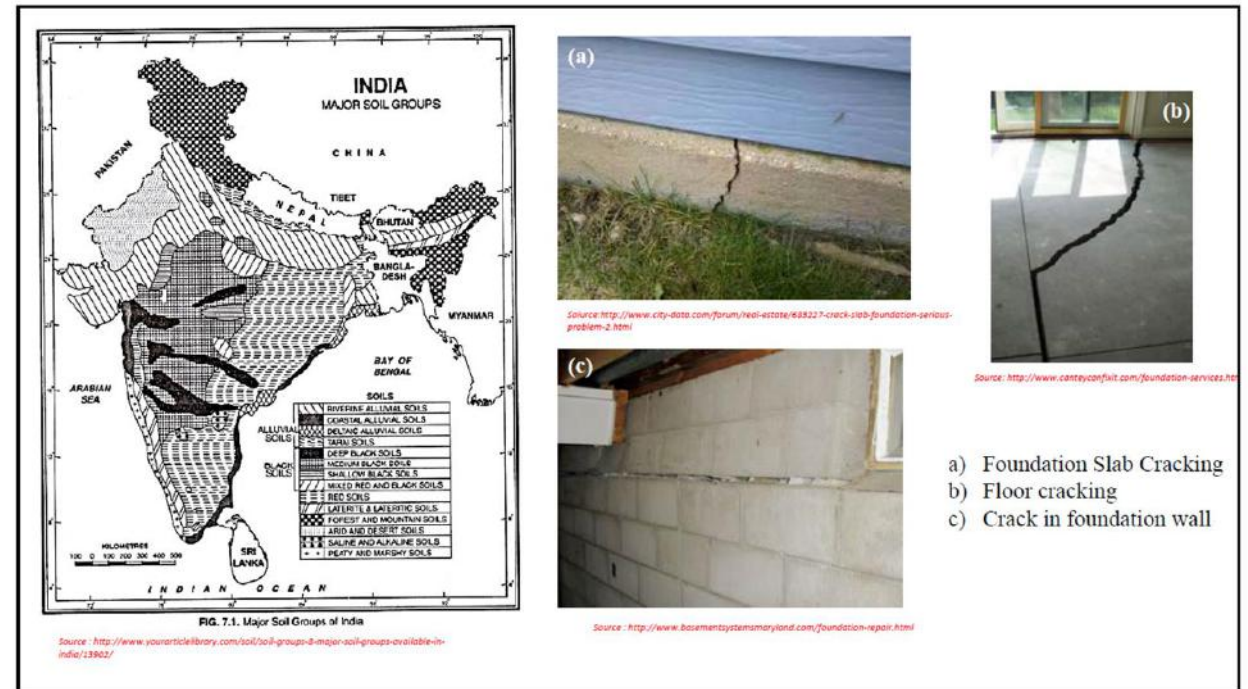 INDIA
MAJOR SOIL GROUPS
PAKISTAN
CHINA
TIBET
NEPAL
BHUTAN
BANGLA-
DESH
MYANMAR
ARABIAN
SEA
BAY OF
BENGAL
SOILS
ALLUVIAL
SOILS
BLACK
SOILS
RIVERINE ALLUVIAL SOILS
COASTAL ALLUVIAL SOILS
DELTAIC ALLUVIAL SOILS
TARAI SOILS
DEEP BLACK SOILS
MEDIUM BLACK SOILS
SHALLOW BLACK SOILS
MIXED RED AND BLACK SOILS
RED SOILS
LATERITE & LATERITIC SOILS
FOREST AND MOUNTAIN SOILS
ARID AND DESERT SOILS
SALINE AND ALKALINE SOILS
PEATY AND MARSHY SOILS
KILOMETRES
100 0 100 200 300 400 500
SRI
LANKA
INDIAN OCEAN
FIG. 7.1. Major Soil Groups of India
Source : http://www.yourarticlelibrary.com/soil/soil-groups-8-major-soil-groups-available-in-
india/13902/
(a)
Source:http://www.city-data.com/forum/real-estate/683227-crack-slab-foundation-serious-
problem-2.html
(b)
Source: http://www.canteyconfixit.com/foundation-services.htm
(c)
Source : http://www.basementsystemsmaryland.com/foundation-repair.html
a) Foundation Slab Cracking
b) Floor cracking
c) Crack in foundation wall